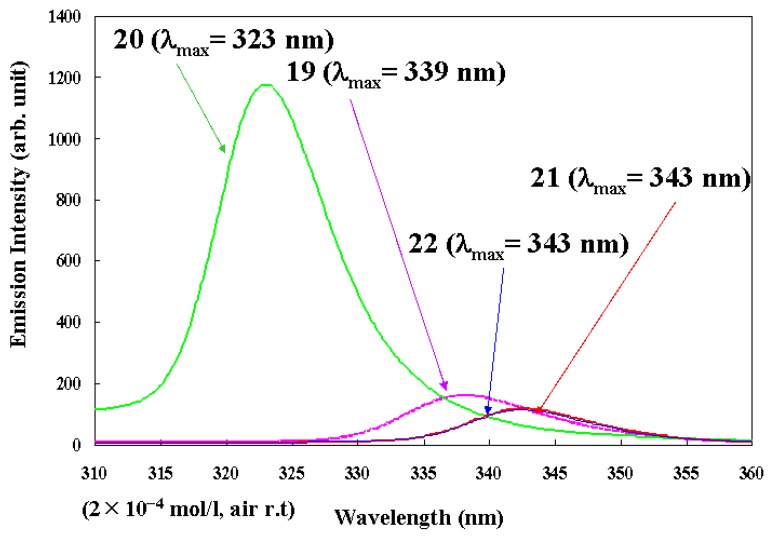 1400
20 (λmax= 323 nm)
19 (λmax= 339 nm)
1200
1000
21 (λmax= 343 nm)
800
22 (λmax= 343 nm)
600
400
200
0
Emission Intensity (arb. unit)
310 315 320 325 330 335 340 345 350 355 360
(2×10⁻⁴ mol/l, air r.t)
Wavelength (nm)